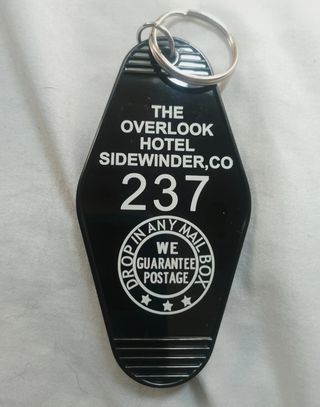 THE
OVERLOOK
HOTEL
SIDEWINDER,CO
237
DROP IN ANY MAIL BOX
WE
GUARANTEE
POSTAGE